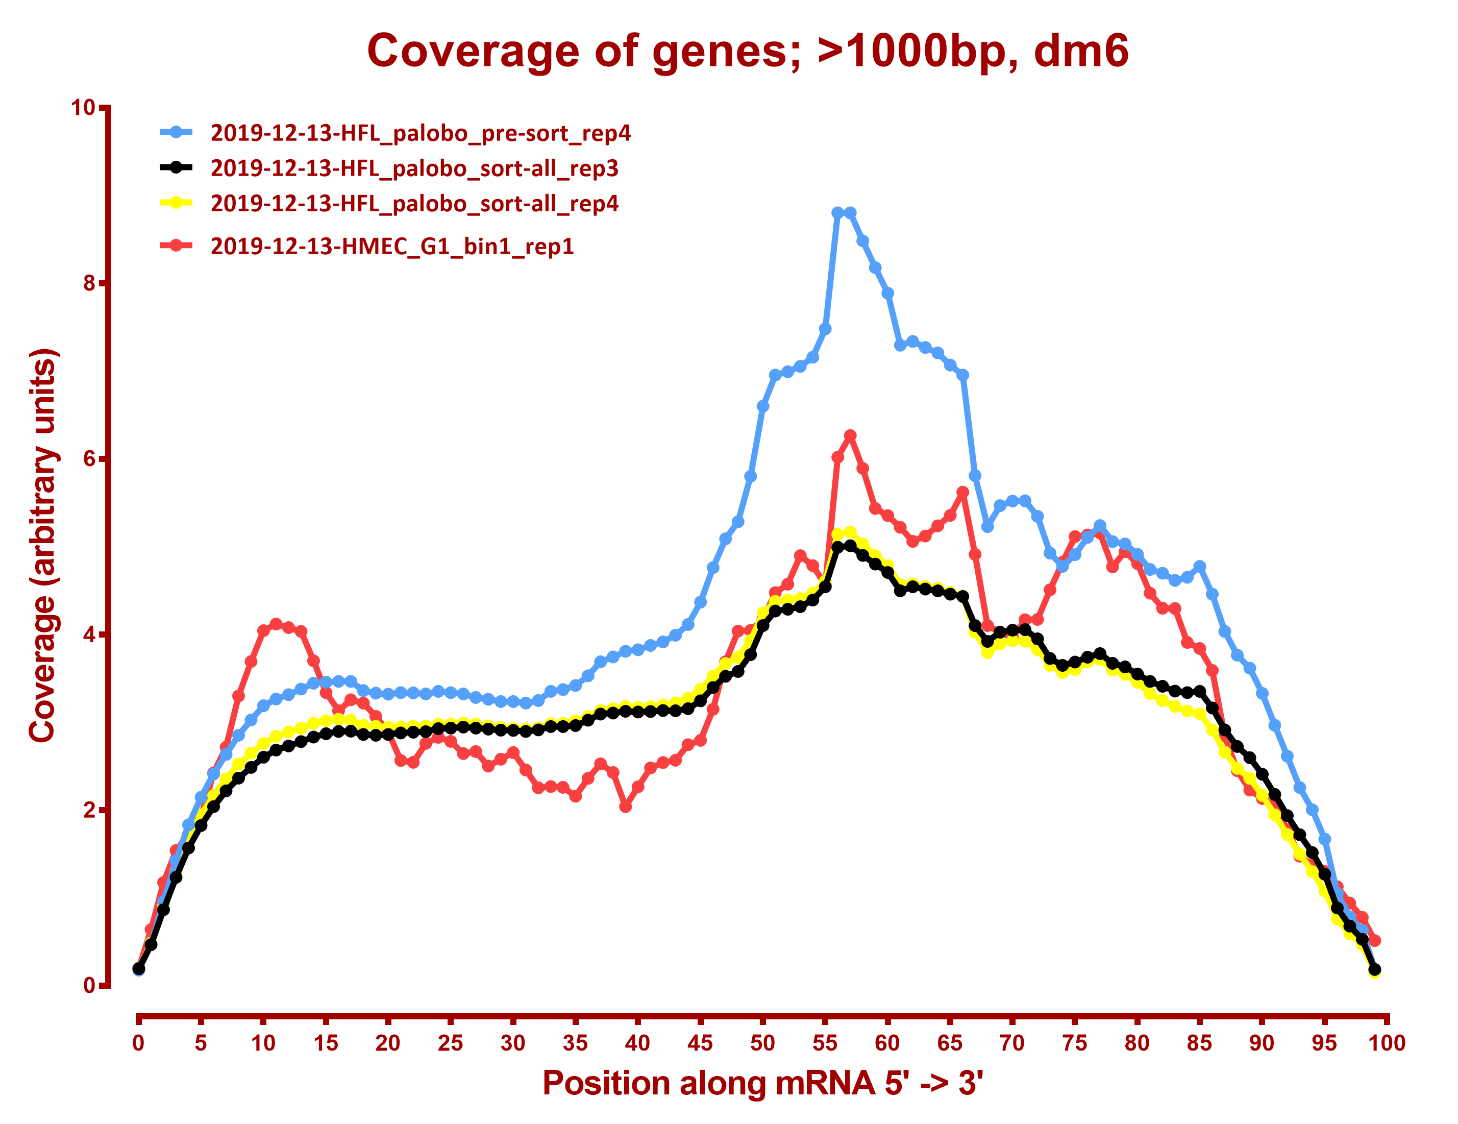 Coverage of genes; >1000bp, dm6
10
2019-12-13-HFL_palobo_pre-sort_rep4
2019-12-13-HFL_palobo_sort-all_rep3
2019-12-13-HFL_palobo_sort-all_rep4
2019-12-13-HMEC_G1_bin1_rep1
8
6
4
2
0
Coverage (arbitrary units)
0 5 10 15 20 25 30 35 40 45 50 55 60 65 70 75 80 85 90 95 100
Position along mRNA 5' -> 3'